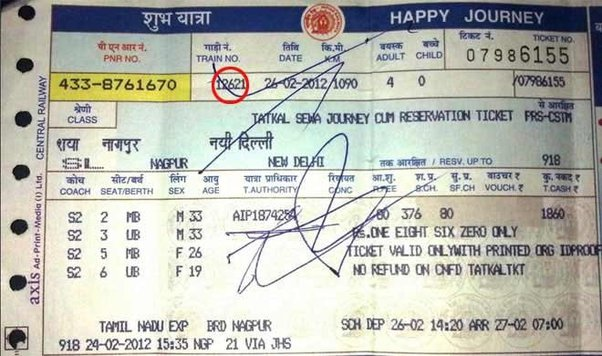 शुभ यात्रा HAPPY JOURNEY
पी एन आर नं. गाड़ी नं. तिथि कि.मी. वयस्क बच्चे टिकट नं.
PNR NO. TRAIN NO. DATE K.M. ADULT CHILD TICKET NO.
07986155
433-8761670 12621 26-02-2012 1090 4 0 /07986155
श्रेणी
CLASS
TATKAL SEWA JOURNEY CUM RESERVATION TICKET PRS-CSTM
से आरक्षित
शया नाजपुर नयी दिल्ली
NAGPUR NEW DELHI तक आरक्षित / RESV. UP TO 918
कोच सीट/बर्थ लिंग आयु यात्रा प्राधिकार रियायत आ.शु. श.प्र. सु.प्र. वाउचर ₹ कु. नकद रु.
COACH SEAT/BERTH SEX AGE T.AUTHORITY CONC R.FEE S.CH. SF.CH VOUCH. ₹ T.CASH ₹
S2 2 MB M 33 376 80 1860
S2 3 UB M 33 RS.ONE EIGHT SIX ZERO ONLY
S2 5 MB F 26 TICKET VALID ONLYWITH PRINTED ORG IDPROOF
S2 6 UB F 19 NO REFUND ON CNFD TATKALTKT
TAMIL NADU EXP BRD NAGPUR SCH DEP 26-02 14:20 ARR 27-02 07:00
918 24-02-2012 15:35 NGP 21 VIA JHS
axis Ad-Print-Media (I) Ltd. CENTRAL RAILWAY